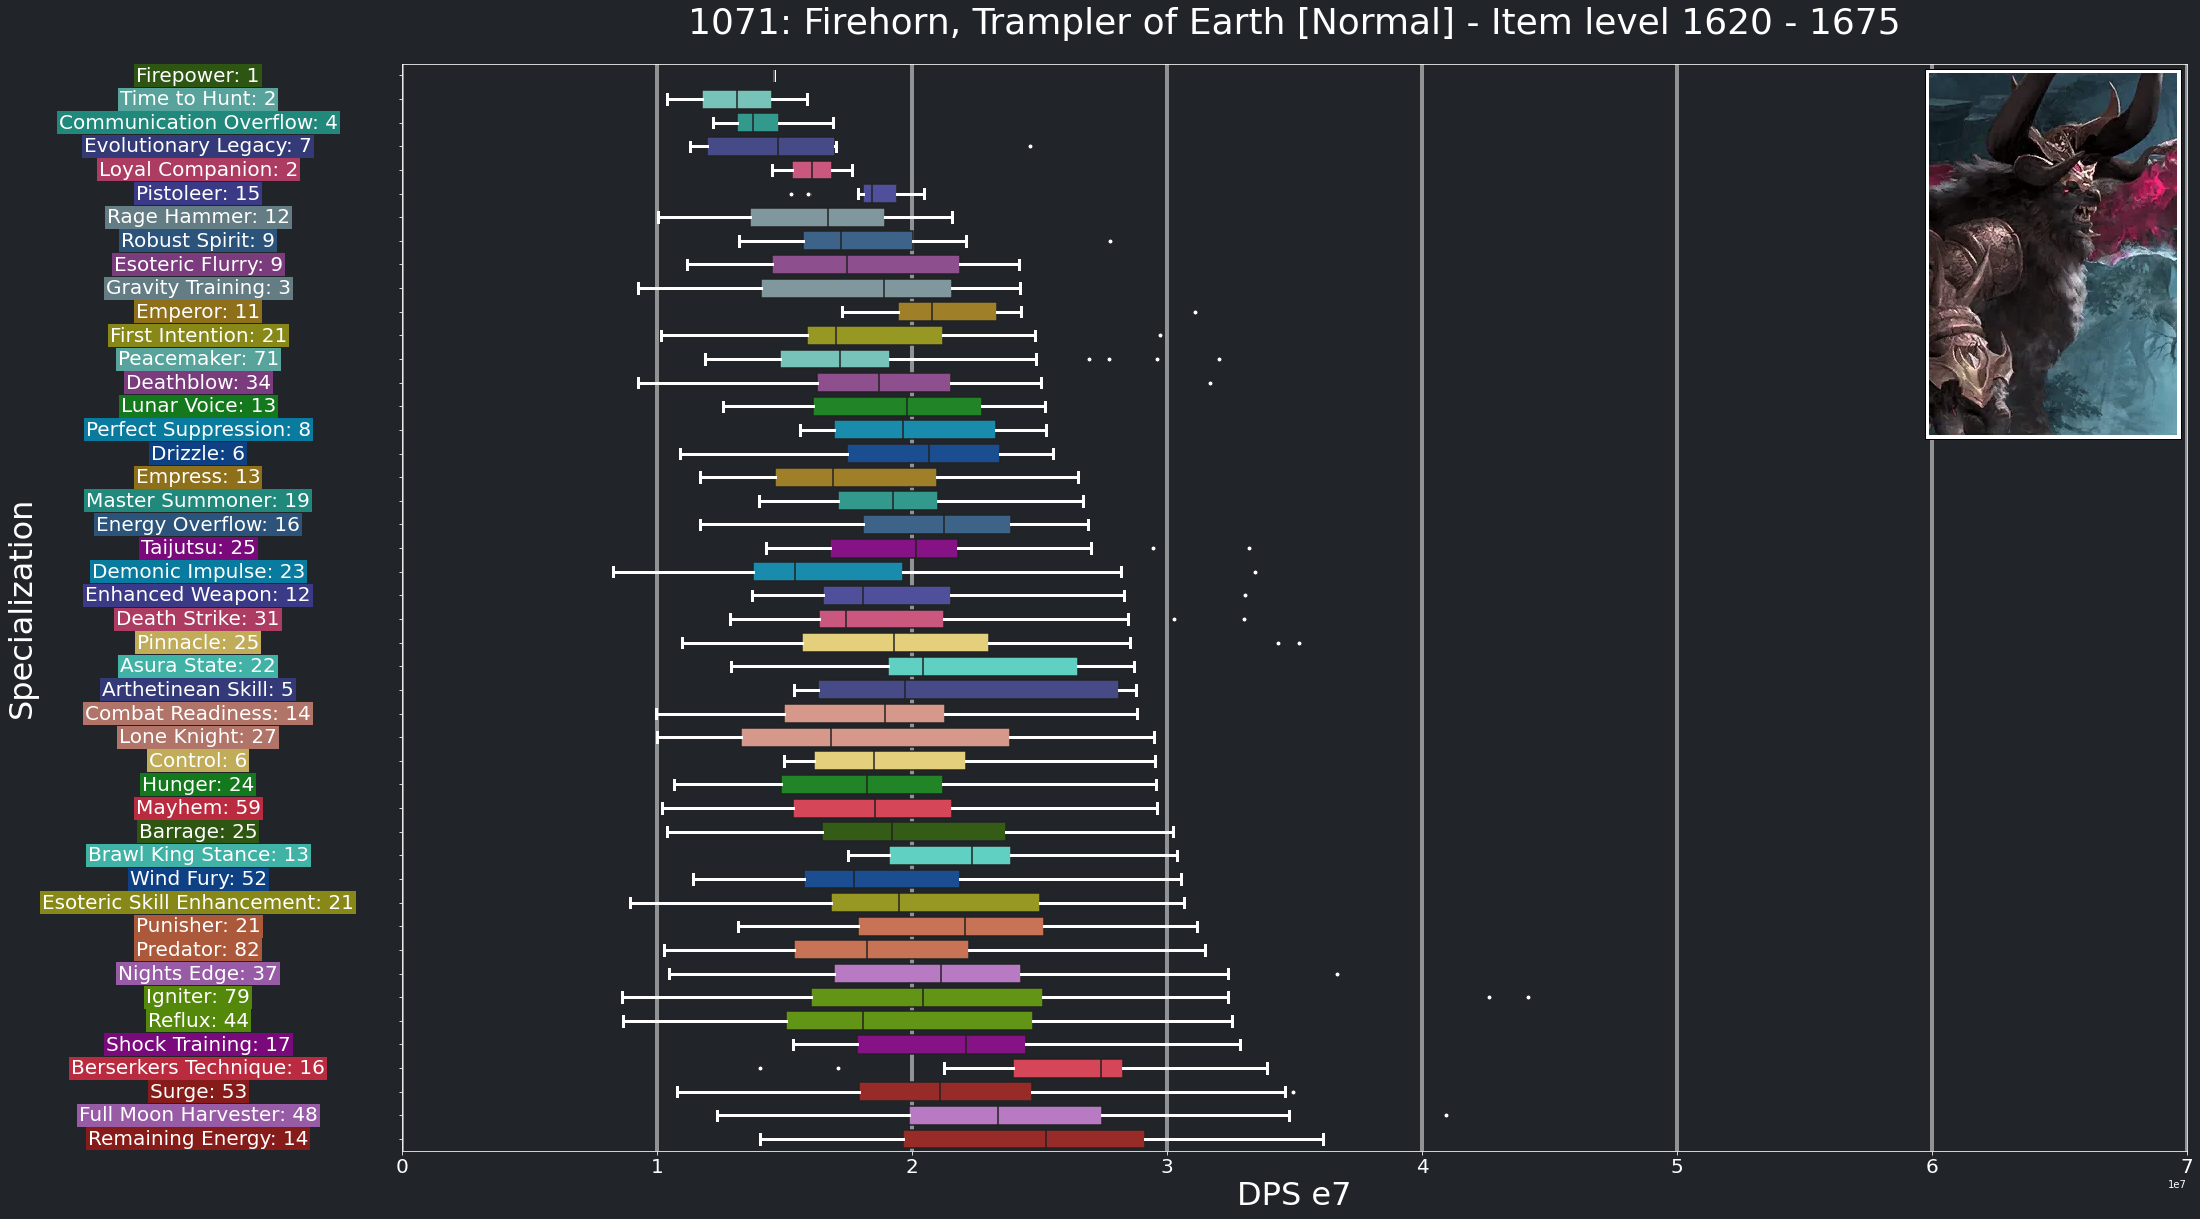 1071: Firehorn, Trampler of Earth [Normal] - Item level 1620 - 1675
Specialization
Firepower: 1
Time to Hunt: 2
Communication Overflow: 4
Evolutionary Legacy: 7
Loyal Companion: 2
Pistoleer: 15
Rage Hammer: 12
Robust Spirit: 9
Esoteric Flurry: 9
Gravity Training: 3
Emperor: 11
First Intention: 21
Peacemaker: 71
Deathblow: 34
Lunar Voice: 13
Perfect Suppression: 8
Drizzle: 6
Empress: 13
Master Summoner: 19
Energy Overflow: 16
Taijutsu: 25
Demonic Impulse: 23
Enhanced Weapon: 12
Death Strike: 31
Pinnacle: 25
Asura State: 22
Arthetinean Skill: 5
Combat Readiness: 14
Lone Knight: 27
Control: 6
Hunger: 24
Mayhem: 59
Barrage: 25
Brawl King Stance: 13
Wind Fury: 52
Esoteric Skill Enhancement: 21
Punisher: 21
Predator: 82
Nights Edge: 37
Igniter: 79
Reflux: 44
Shock Training: 17
Berserkers Technique: 16
Surge: 53
Full Moon Harvester: 48
Remaining Energy: 14
0 1 2 3 4 5 6 7
1e7
DPS e7